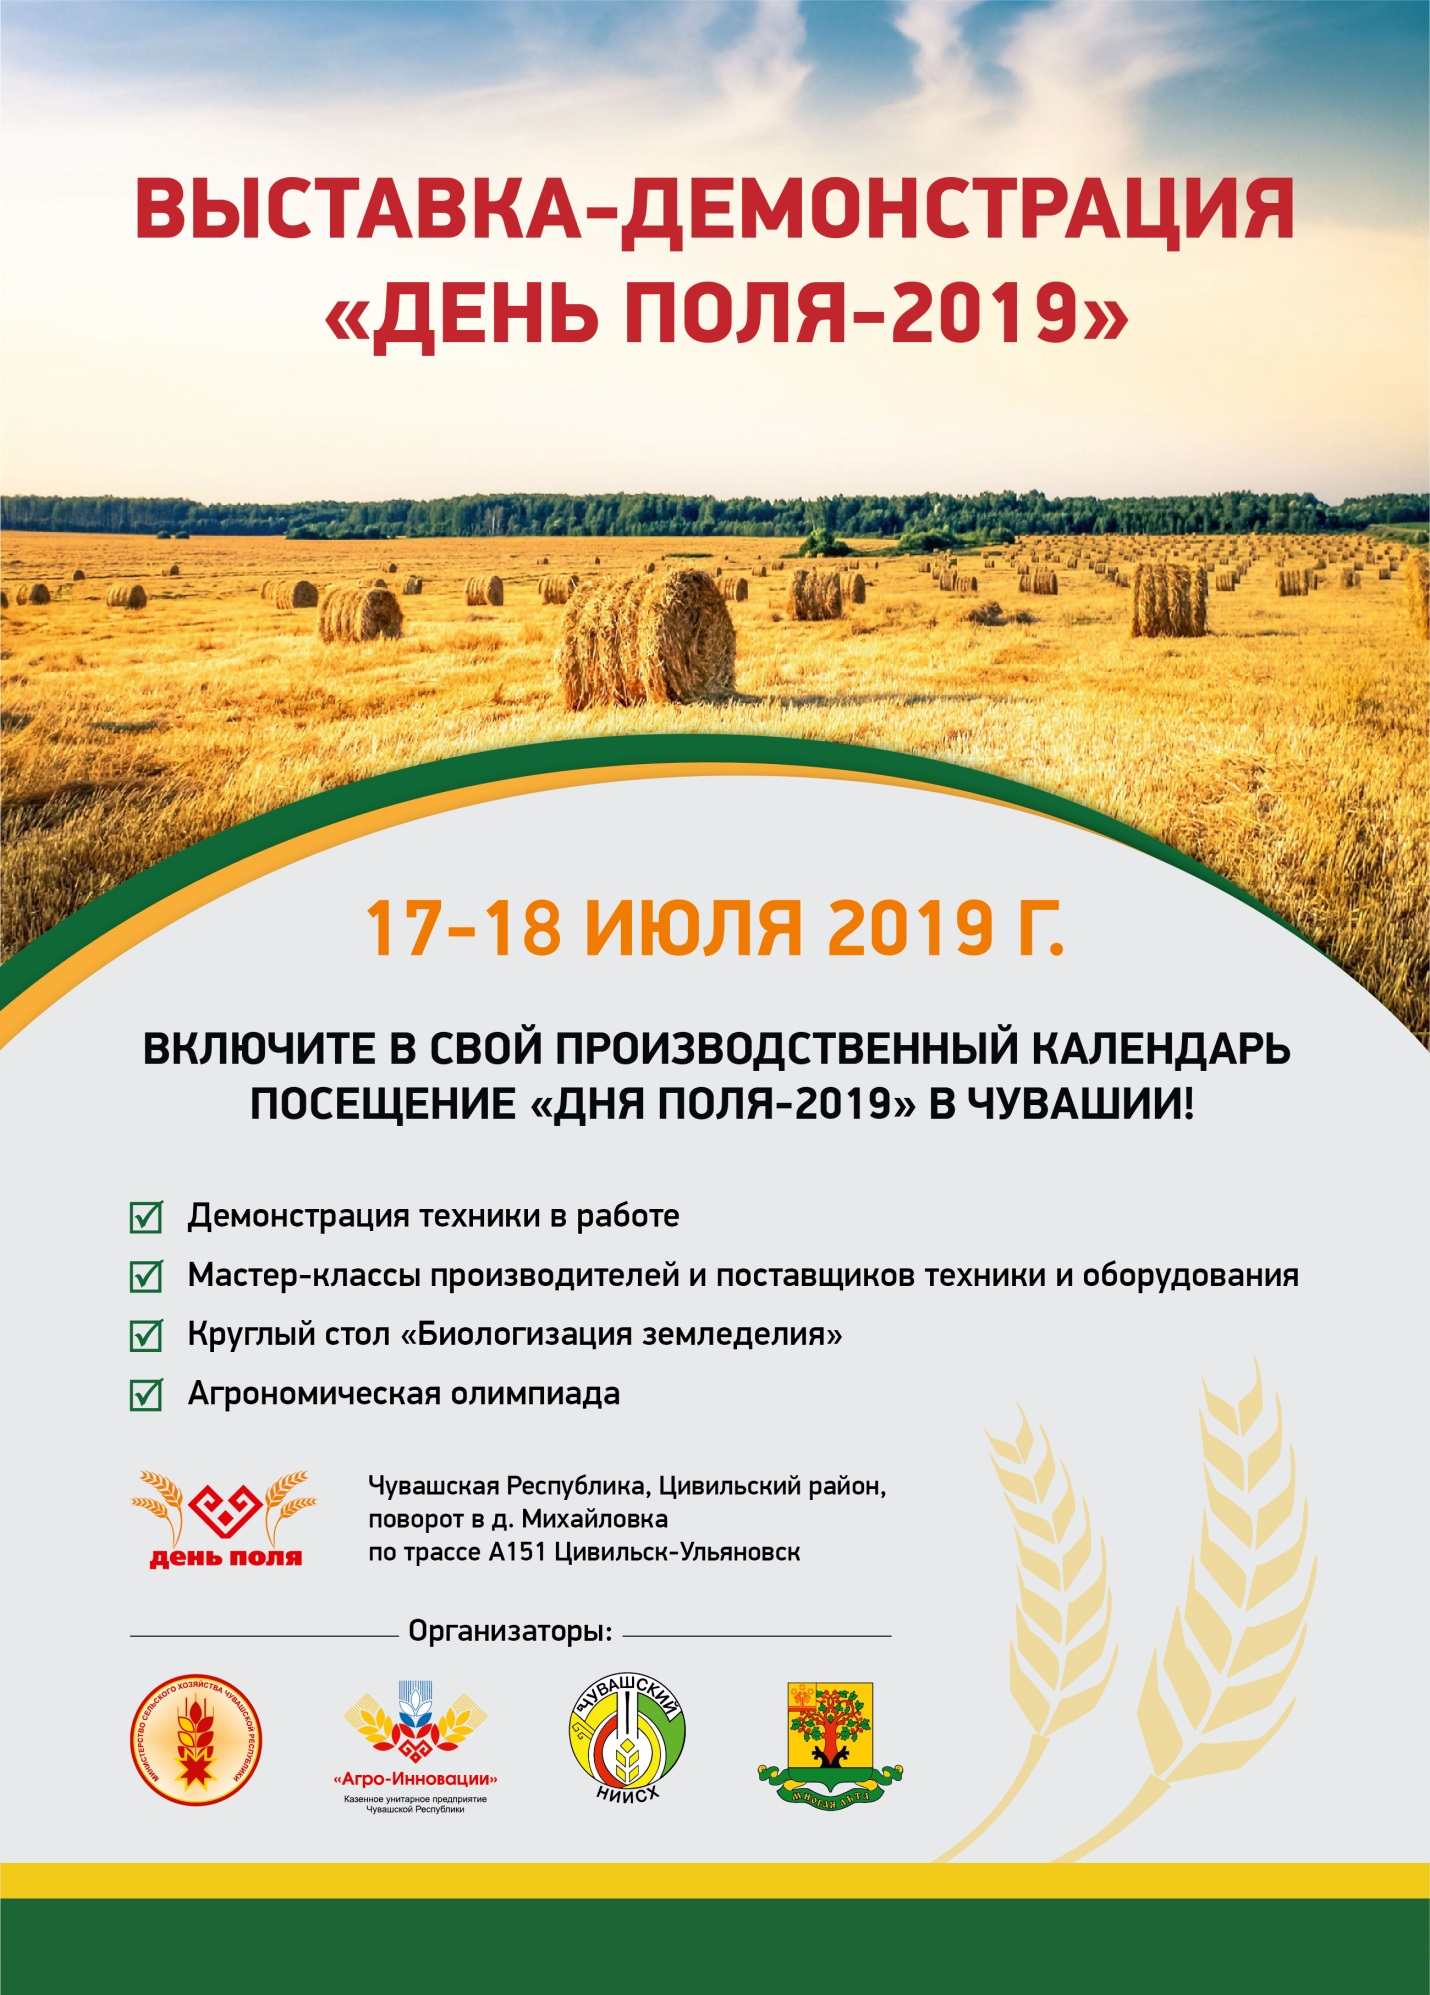 ВЫСТАВКА-ДЕМОНСТРАЦИЯ
«ДЕНЬ ПОЛЯ-2019»
17-18 ИЮЛЯ 2019 Г.
ВКЛЮЧИТЕ В СВОЙ ПРОИЗВОДСТВЕННЫЙ КАЛЕНДАРЬ
ПОСЕЩЕНИЕ «ДНЯ ПОЛЯ-2019» В ЧУВАШИИ!
Демонстрация техники в работе
Мастер-классы производителей и поставщиков техники и оборудования
Круглый стол «Биологизация земледелия»
Агрономическая олимпиада
день поля
Чувашская Республика, Цивильский район,
поворот в д. Михайловка
по трассе А151 Цивильск-Ульяновск
Организаторы:
МИНИСТЕРСТВО СЕЛЬСКОГО ХОЗЯЙСТВА ЧУВАШСКОЙ РЕСПУБЛИКИ
«Агро-Инновации»
Казенное унитарное предприятие
Чувашской Республики
ЧУВАШСКИЙ
НИИСХ
МНОГАЯ ЛѢТА